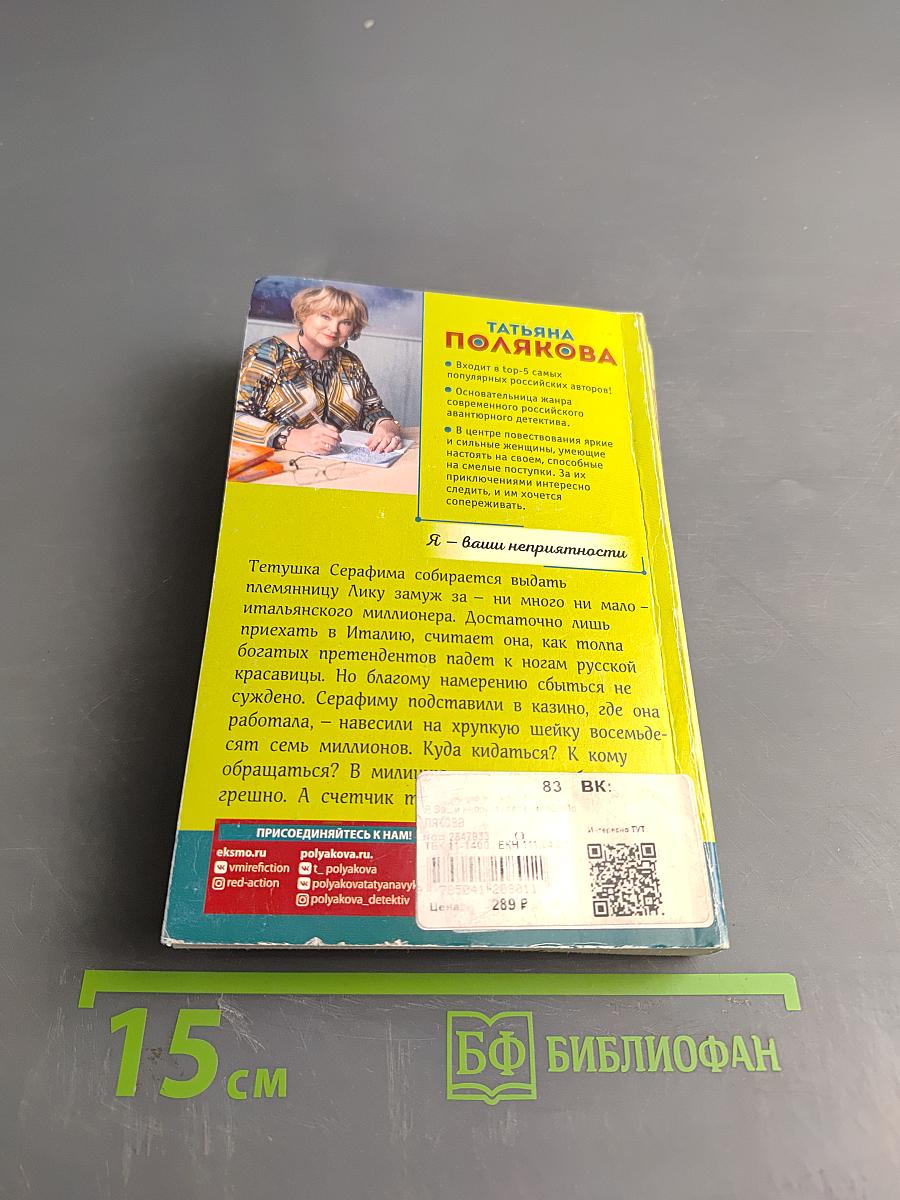 ТАТЬЯНА
ПОЛЯКОВА
Входит в top-5 самых
популярных российских авторов!
Основательница жанра
современного российского
авантюрного детектива.
В центре повествования яркие
и сильные женщины, умеющие
настоять на своем, способные
на смелые поступки. За их
приключениями интересно
следить, и им хочется
сопереживать.
Я – ваши неприятности
Тетушка Серафима собирается выдать
племянницу Лику замуж за – ни много ни мало –
итальянского миллионера. Достаточно лишь
приехать в Италию, считает она, как толпа
богатых претендентов падет к ногам русской
красавицы. Но благому намерению сбыться не
суждено. Серафиму подставили в казино, где она
работала, – навесили на хрупкую шейку восемьде-
сят семь миллионов. Куда кидаться? К кому
обращаться? В
грешно. А счетчик
83 ВК:
Интересно ТУТ
Цена: 289 ₽
ПРИСОЕДИНЯЙТЕСЬ К НАМ!
eksmo.ru
vmirefiction
red-action
polyakova.ru.
t_polyakova
polyakovatatyanavyk
polyakova_detektiv
15 см
БФ БИБЛИОФАН